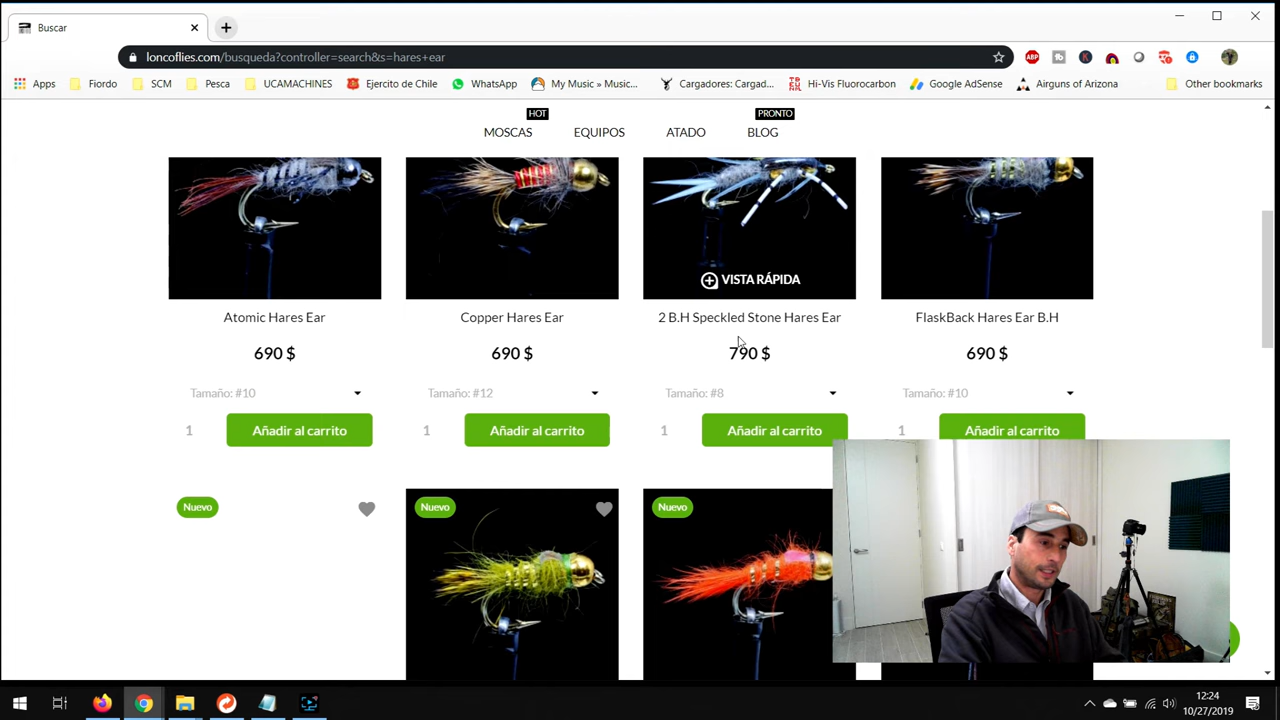 Buscar
loncoflies.com/busqueda?controller=search&s=hares+ear
ABP
Apps Fiordo SCM Pesca UCAMACHINES Ejercito de Chile WhatsApp My Music » Music... Cargadores: Cargad... Hi-Vis Fluorocarbon Google AdSense Airguns of Arizona Other bookmarks
HOT PRONTO
MOSCAS EQUIPOS ATADO BLOG
VISTA RÁPIDA
Atomic Hares Ear Copper Hares Ear 2 B.H Speckled Stone Hares Ear FlaskBack Hares Ear B.H
690 $ 690 $ 790 $ 690 $
Tamaño: #10 Tamaño: #12 Tamaño: #8 Tamaño: #10
1 Añadir al carrito 1 Añadir al carrito 1 Añadir al carrito 1 Añadir al carrito
Nuevo Nuevo Nuevo
12:24
10/27/2019